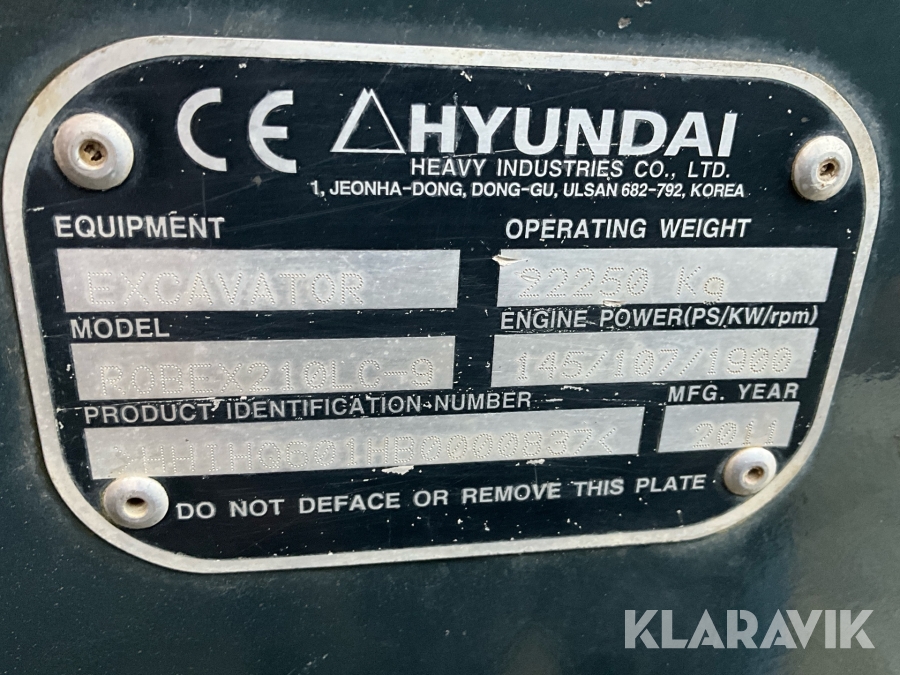 CE HYUNDAI
HEAVY INDUSTRIES CO., LTD.
1, JEONHA-DONG, DONG-GU, ULSAN 682-792, KOREA
EQUIPMENT OPERATING WEIGHT
EXCAVATOR 22250 Kg
MODEL ENGINE POWER(PS/KW/rpm)
ROBEX210LC-9 145/107/1900
PRODUCT IDENTIFICATION NUMBER MFG. YEAR
2011
DO NOT DEFACE OR REMOVE THIS PLATE
KLARAVIK